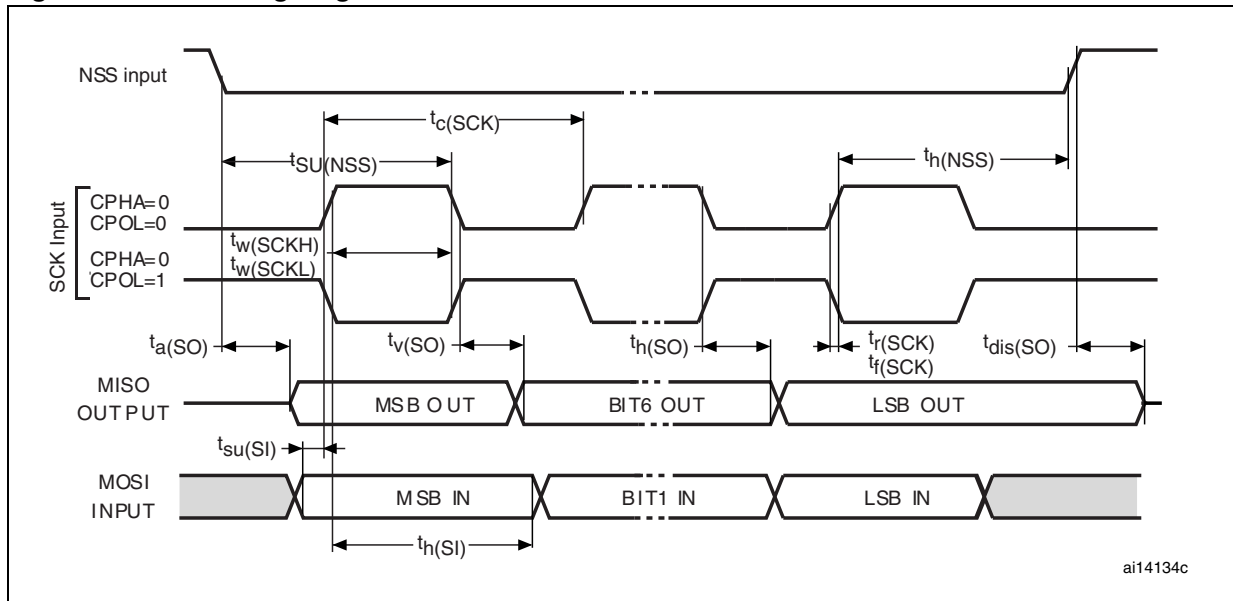 NSS input
tc(SCK)
tSU(NSS)
th(NSS)
SCK Input
CPHA=0
CPOL=0
tw(SCKH)
CPHA=0
tw(SCKL)
CPOL=1
ta(SO)
tv(SO)
th(SO)
tr(SCK)
tf(SCK)
tdis(SO)
MISO
OUTPUT
MSB OUT
BIT6 OUT
LSB OUT
tsu(SI)
MOSI
INPUT
MSB IN
BIT1 IN
LSB IN
th(SI)
ai14134c